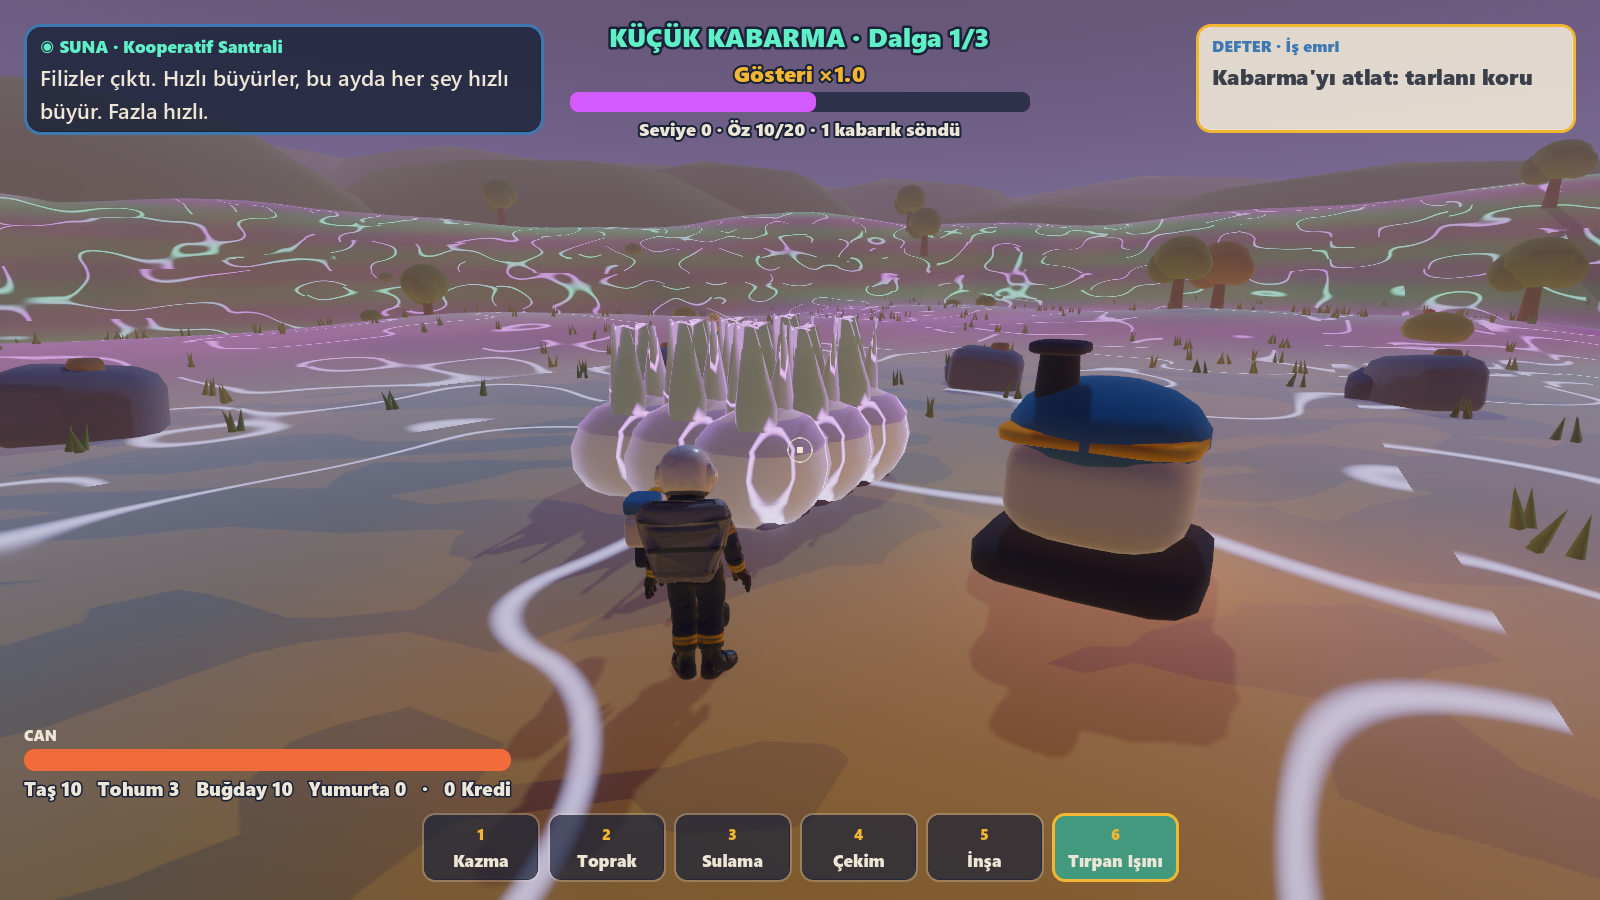 ◉ SUNA · Kooperatif Santrali
Filizler çıktı. Hızlı büyürler, bu ayda her şey hızlı
büyür. Fazla hızlı.
KÜÇÜK KABARMA · Dalga 1/3
Gösteri ×1.0
Seviye 0 · Öz 10/20 · 1 kabarık söndü
DEFTER · İş emri
Kabarma'yı atlat: tarlanı koru
CAN
Taş 10 Tohum 3 Buğday 10 Yumurta 0 · 0 Kredi
1
Kazma
2
Toprak
3
Sulama
4
Çekim
5
İnşa
6
Tırpan Işını